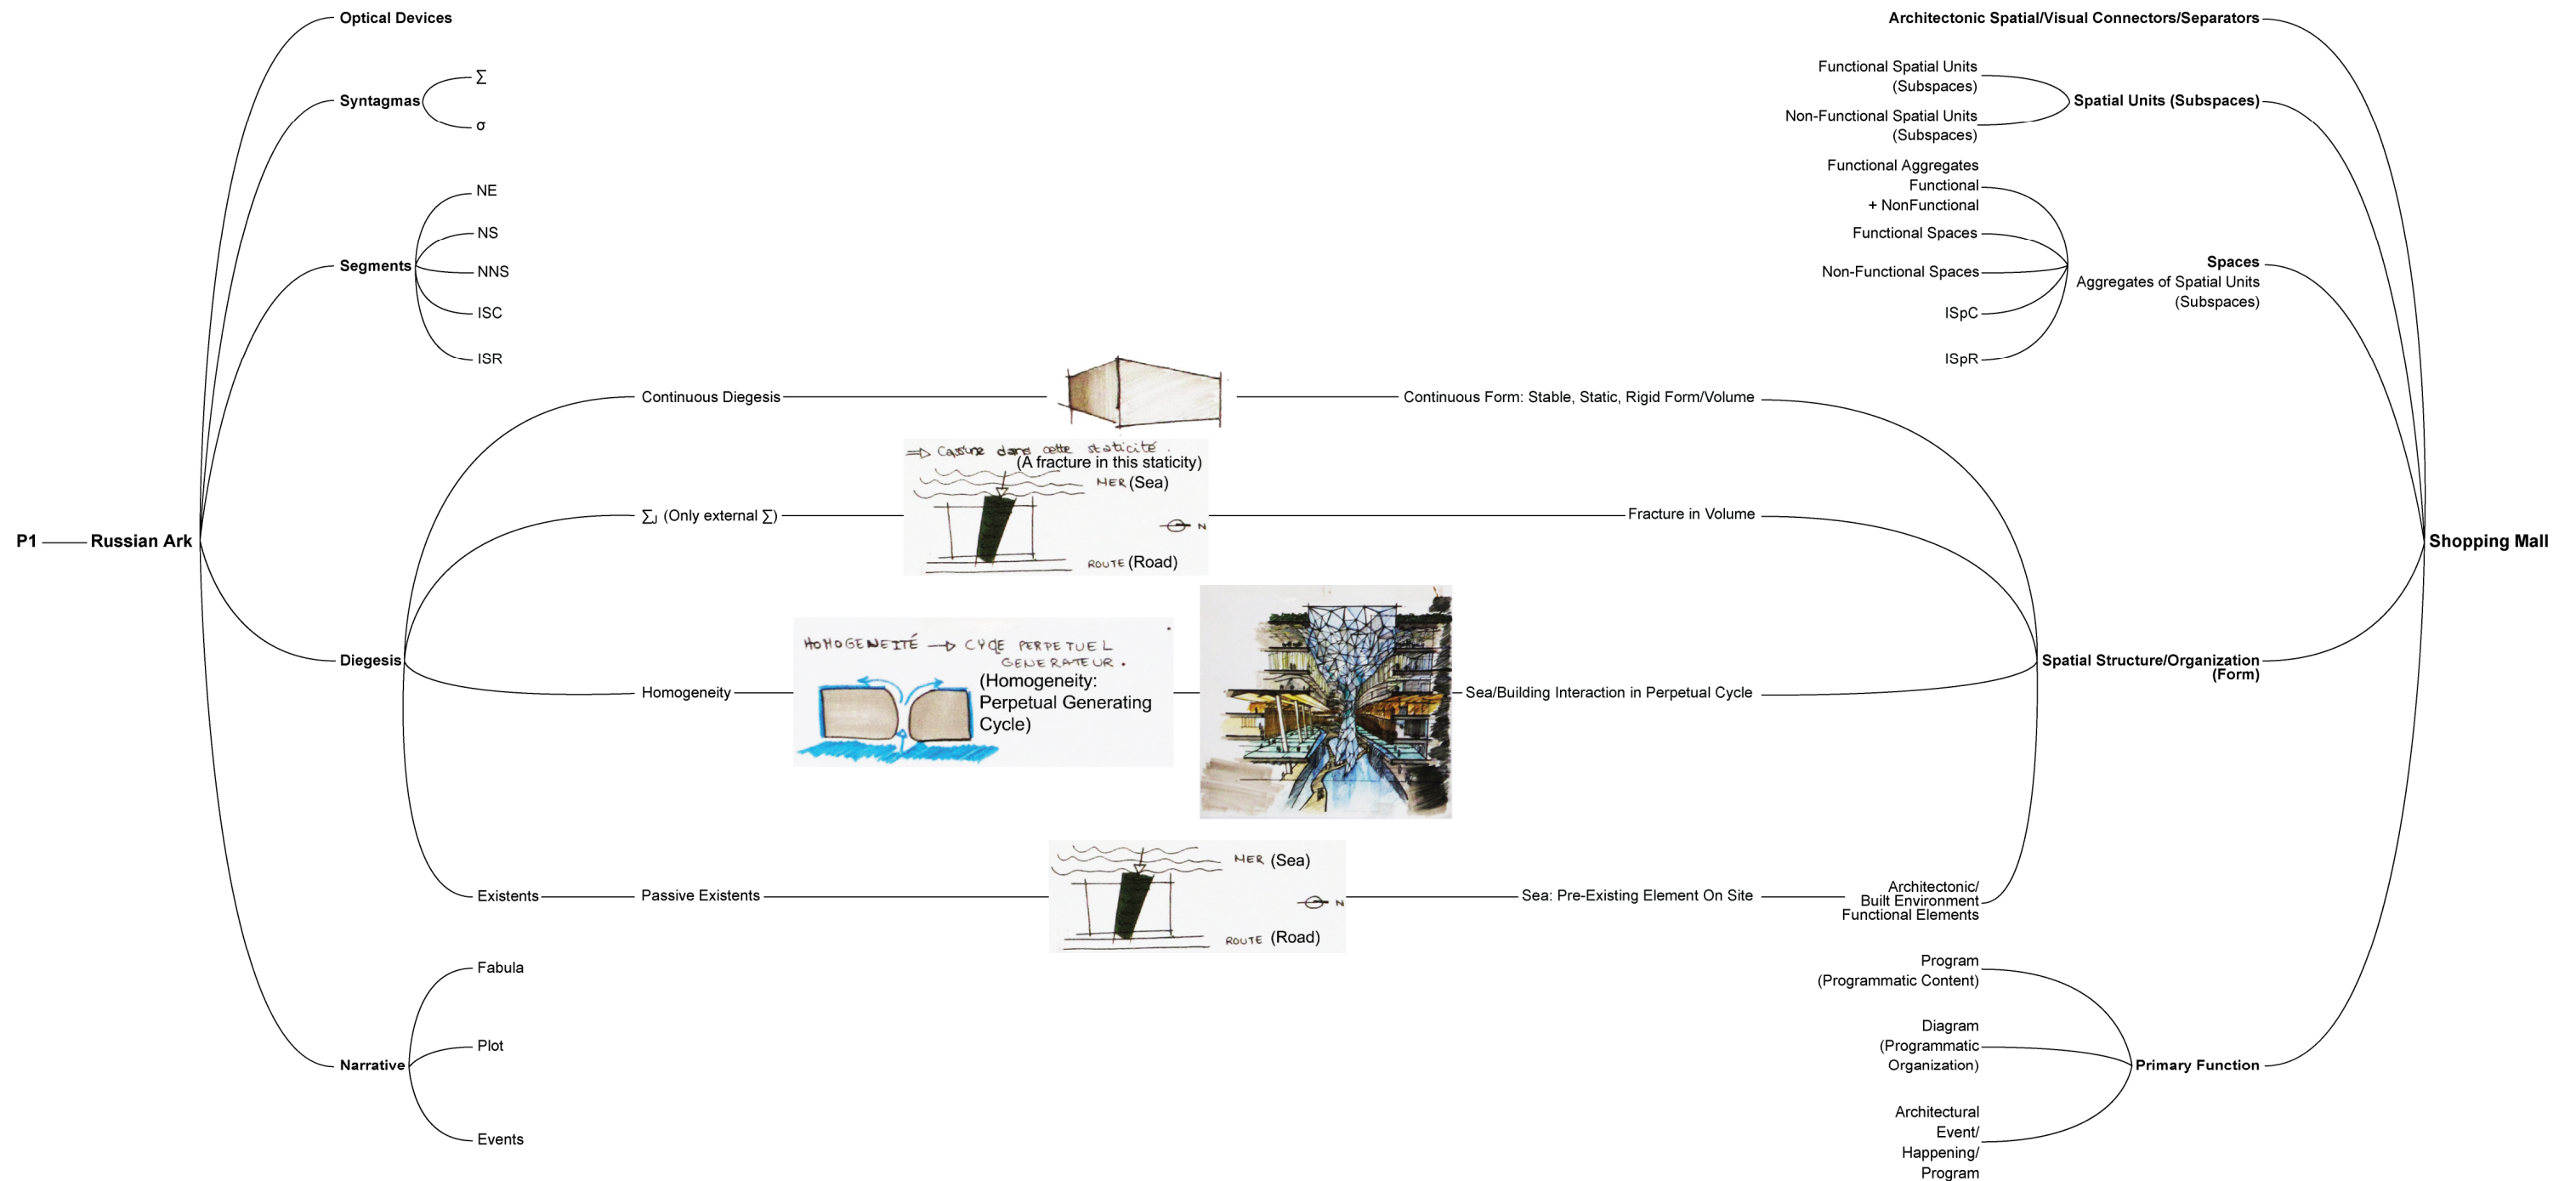 P1
Russian Ark
Optical Devices
Syntagmas
∑
σ
Segments
NE
NS
NNS
ISC
ISR
Diegesis
Continuous Diegesis
∑J (Only external ∑)
Homogeneity
Existents
Passive Existents
Narrative
Fabula
Plot
Events
⇒ Cassure dans cette staticité.
(A fracture in this staticity)
MER (Sea)
N
ROUTE (Road)
HOMOGENEITÉ → CYCLE PERPETUEL
GENERATEUR.
(Homogeneity:
Perpetual Generating
Cycle)
MER (Sea)
N
ROUTE (Road)
Continuous Form: Stable, Static, Rigid Form/Volume
Fracture in Volume
Sea/Building Interaction in Perpetual Cycle
Sea: Pre-Existing Element On Site
Architectonic/
Built Environment
Functional Elements
Architectonic Spatial/Visual Connectors/Separators
Functional Spatial Units
(Subspaces)
Non-Functional Spatial Units
(Subspaces)
Spatial Units (Subspaces)
Functional Aggregates
Functional
+ NonFunctional
Functional Spaces
Non-Functional Spaces
ISpC
ISpR
Spaces
Aggregates of Spatial Units
(Subspaces)
Spatial Structure/Organization
(Form)
Program
(Programmatic Content)
Diagram
(Programmatic
Organization)
Architectural
Event/
Happening/
Program
Primary Function
Shopping Mall